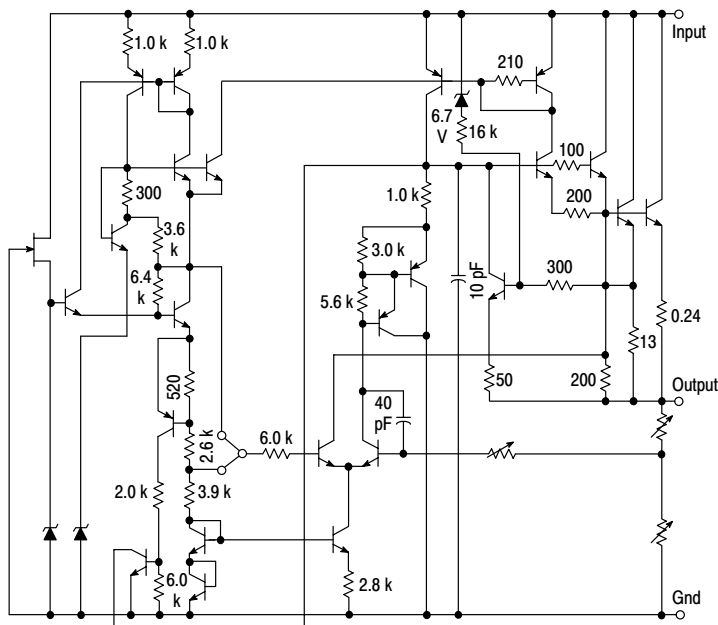 Input
1.0 k
1.0 k
210
6.7
V
16 k
100
300
1.0 k
200
3.6
k
3.0 k
10 pF
300
6.4
k
5.6 k
0.24
13
520
50
200
Output
40
pF
2.6 k
6.0 k
2.0 k
3.9 k
6.0
k
2.8 k
Gnd